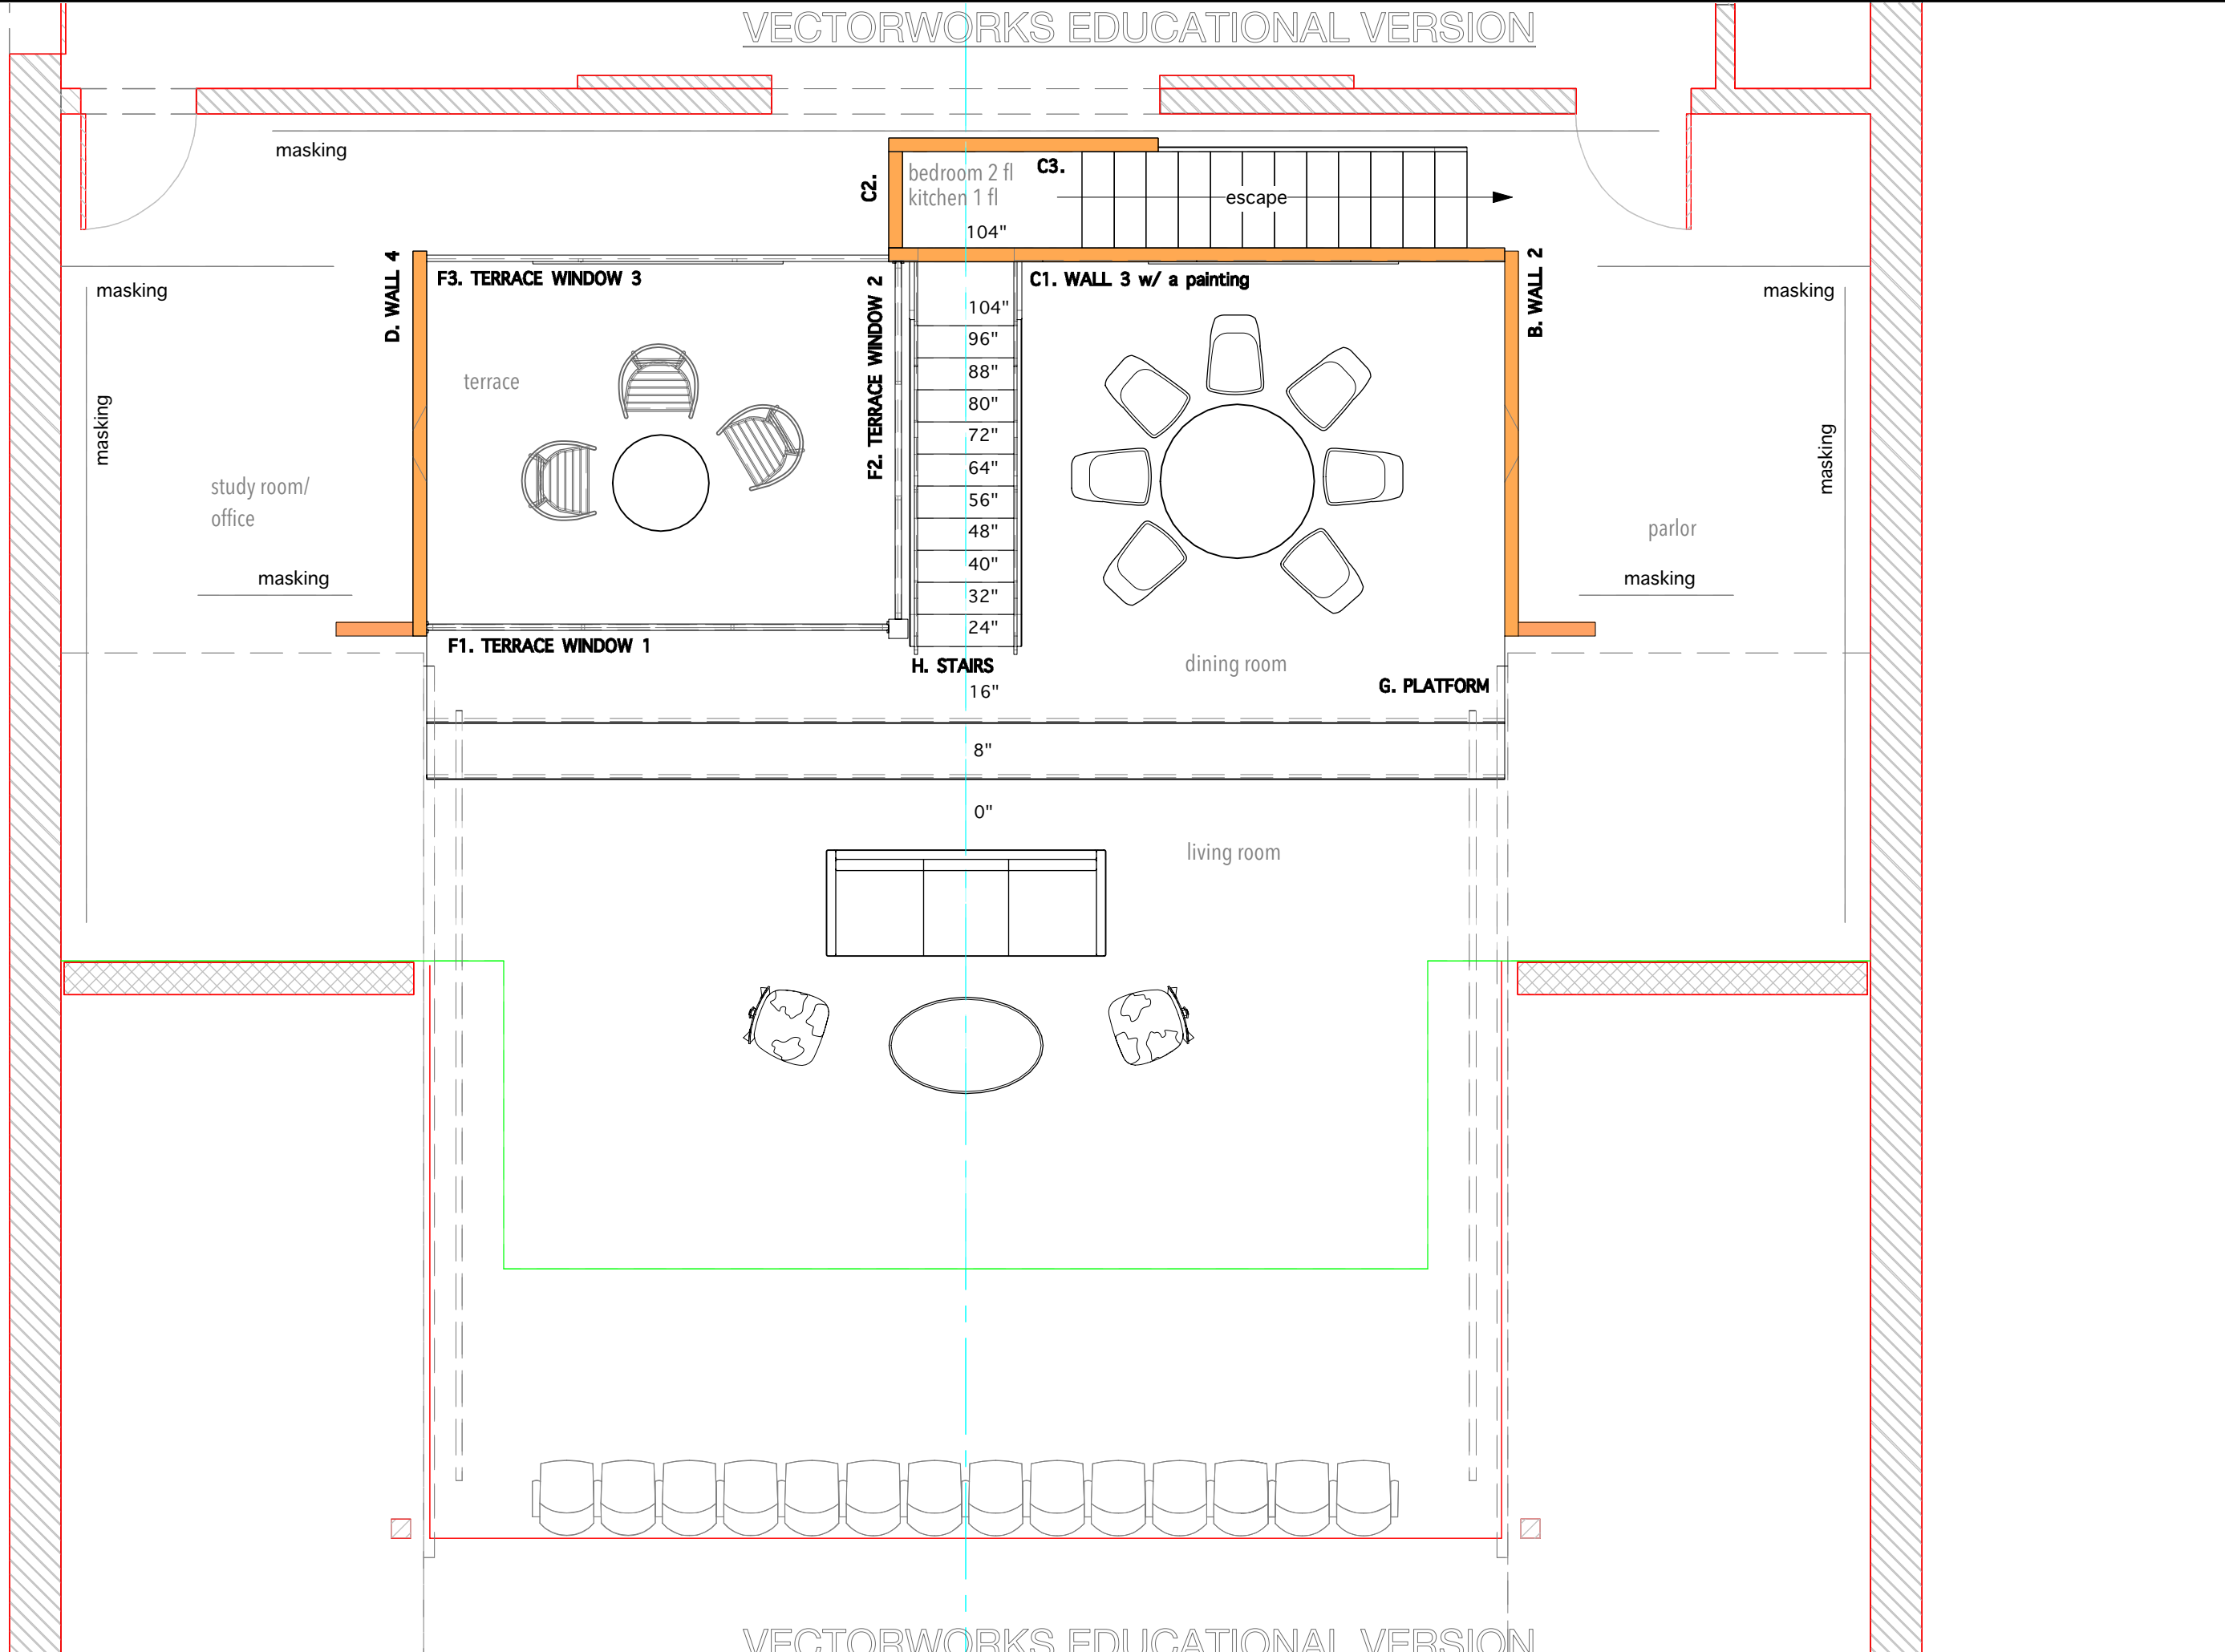 VECTORWORKS EDUCATIONAL VERSION
masking
C2.
bedroom 2 fl
kitchen 1 fl
C3.
escape
104"
D. WALL 4
F3. TERRACE WINDOW 3
F2. TERRACE WINDOW 2
C1. WALL 3 w/ a painting
B. WALL 2
masking
masking
masking
masking
terrace
104"
96"
88"
80"
72"
64"
56"
48"
40"
32"
24"
study room/
office
parlor
masking
masking
F1. TERRACE WINDOW 1
H. STAIRS
dining room
16"
G. PLATFORM
8"
0"
living room
VECTORWORKS EDUCATIONAL VERSION